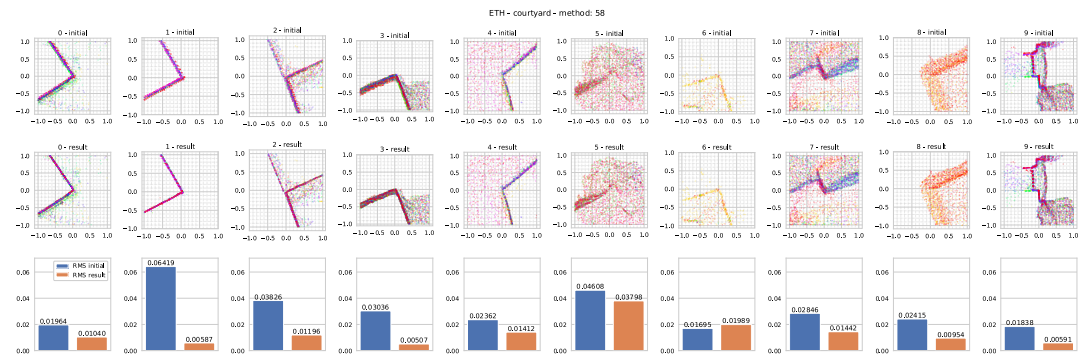 ETH - courtyard - method: 58
0 - initial
1 - initial
2 - initial
3 - initial
4 - initial
5 - initial
6 - initial
7 - initial
8 - initial
9 - initial
0 - result
1 - result
2 - result
3 - result
4 - result
5 - result
6 - result
7 - result
8 - result
9 - result
RMS initial
RMS result
0.01964
0.01040
0.06419
0.00587
0.03826
0.01196
0.03036
0.00507
0.02362
0.01412
0.04608
0.03798
0.01695
0.01989
0.02846
0.01442
0.02415
0.00954
0.01838
0.00591